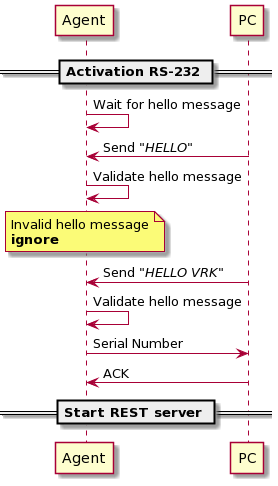 Agent PC
Activation RS-232
Wait for hello message
Send "HELLO"
Validate hello message
Invalid hello message
ignore
Send "HELLO VRK"
Validate hello message
Serial Number
ACK
Start REST server
Agent PC